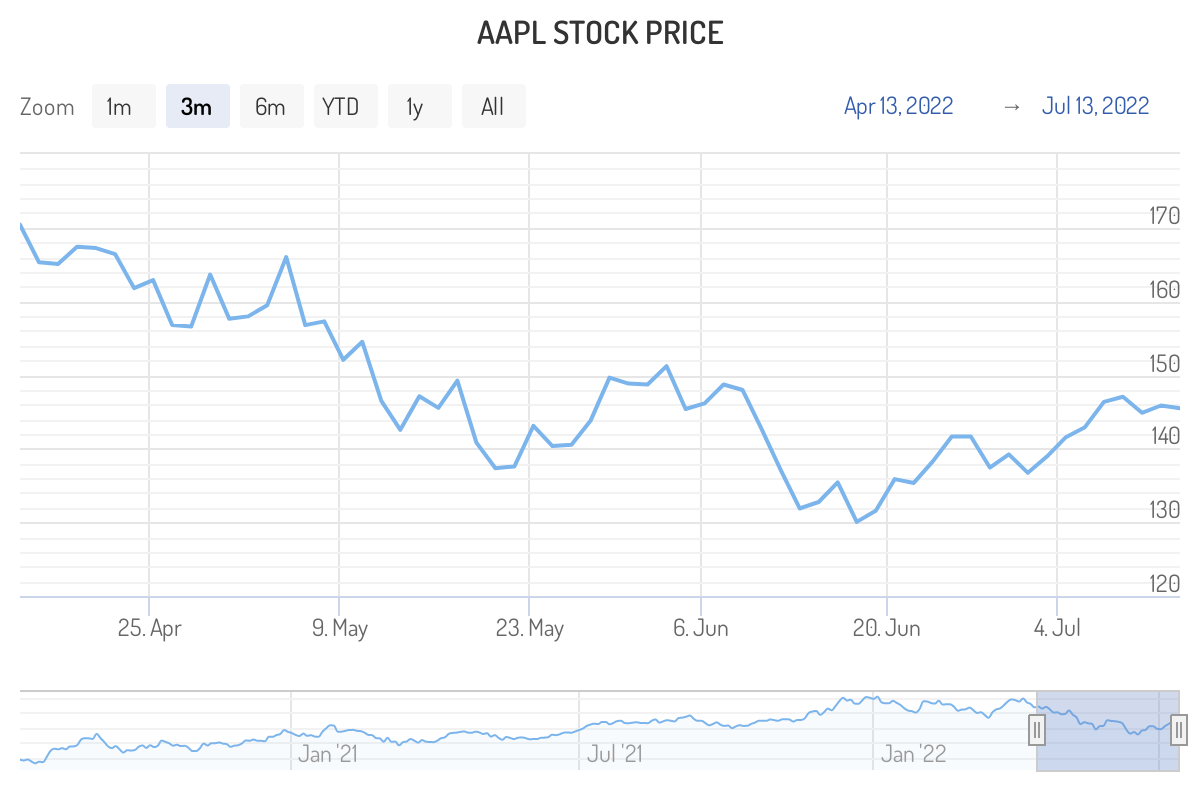 AAPL STOCK PRICE
Zoom 1m 3m 6m YTD 1y All Apr 13, 2022 → Jul 13, 2022
170
160
150
140
130
120
25. Apr 9. May 23. May 6. Jun 20. Jun 4. Jul
Jan '21 Jul '21 Jan '22